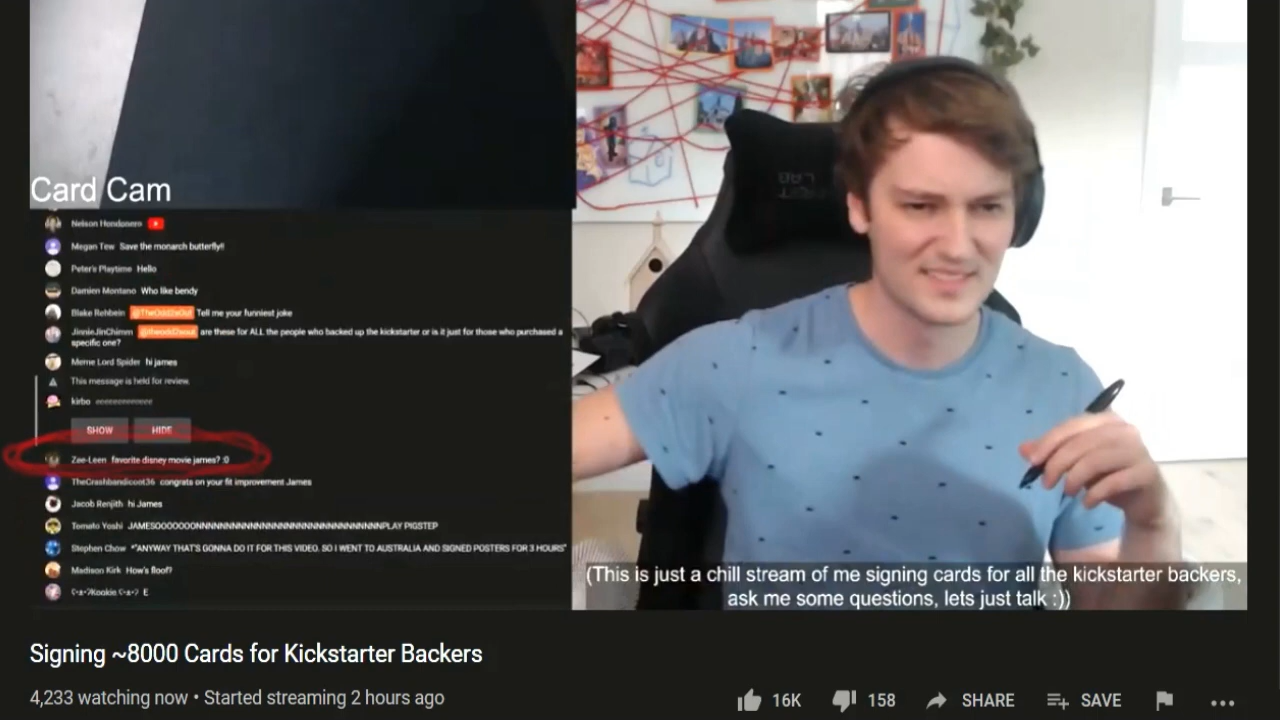 Card Cam
Nelson Hondanero
Megan Tew Save the monarch butterfly!!
Peter's Playtime Hello
Damien Montano Who like bendy
Blake Rehbein @TheOdd1sOut Tell me your funniest joke
JinnieJinChimm @theodd1sout are these for ALL the people who backed up the kickstarter or is it just for those who purchased a
specific one?
Meme Lord Spider hi james
This message is held for review.
kirbo
SHOW HIDE
Zee-Leen favorite disney movie james? :0
TheCrashbandicoot36 congrats on your fit improvement James
Jacob Renjith hi James
Tomato Yoshi JAMESOOOOOOONNNNNNNNNNNNNNNNNNNNNNNNNNNNNNNNNNPLAY PIGSTEP
Stephen Chow *"ANYWAY THAT'S GONNA DO IT FOR THIS VIDEO. SO I WENT TO AUSTRALIA AND SIGNED POSTERS FOR 3 HOURS"
Madison Kirk How's floof?
E
(This is just a chill stream of me signing cards for all the kickstarter backers,
ask me some questions, lets just talk :))
Signing ~8000 Cards for Kickstarter Backers
4,233 watching now • Started streaming 2 hours ago
16K 158 SHARE SAVE